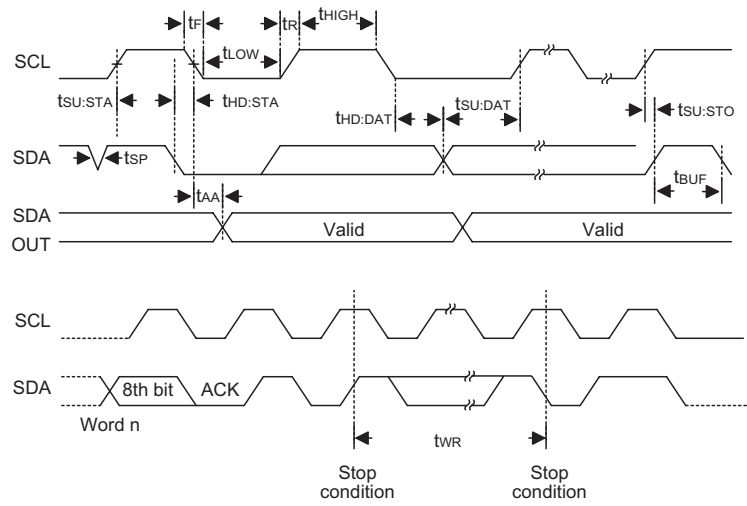 tF
tR
tHIGH
tLOW
SCL
tSU:STA
tHD:STA
tHD:DAT
tSU:DAT
tSU:STO
SDA
tSP
tBUF
tAA
SDA
OUT
Valid
Valid
SCL
SDA
8th bit
ACK
Word n
tWR
Stop
condition
Stop
condition